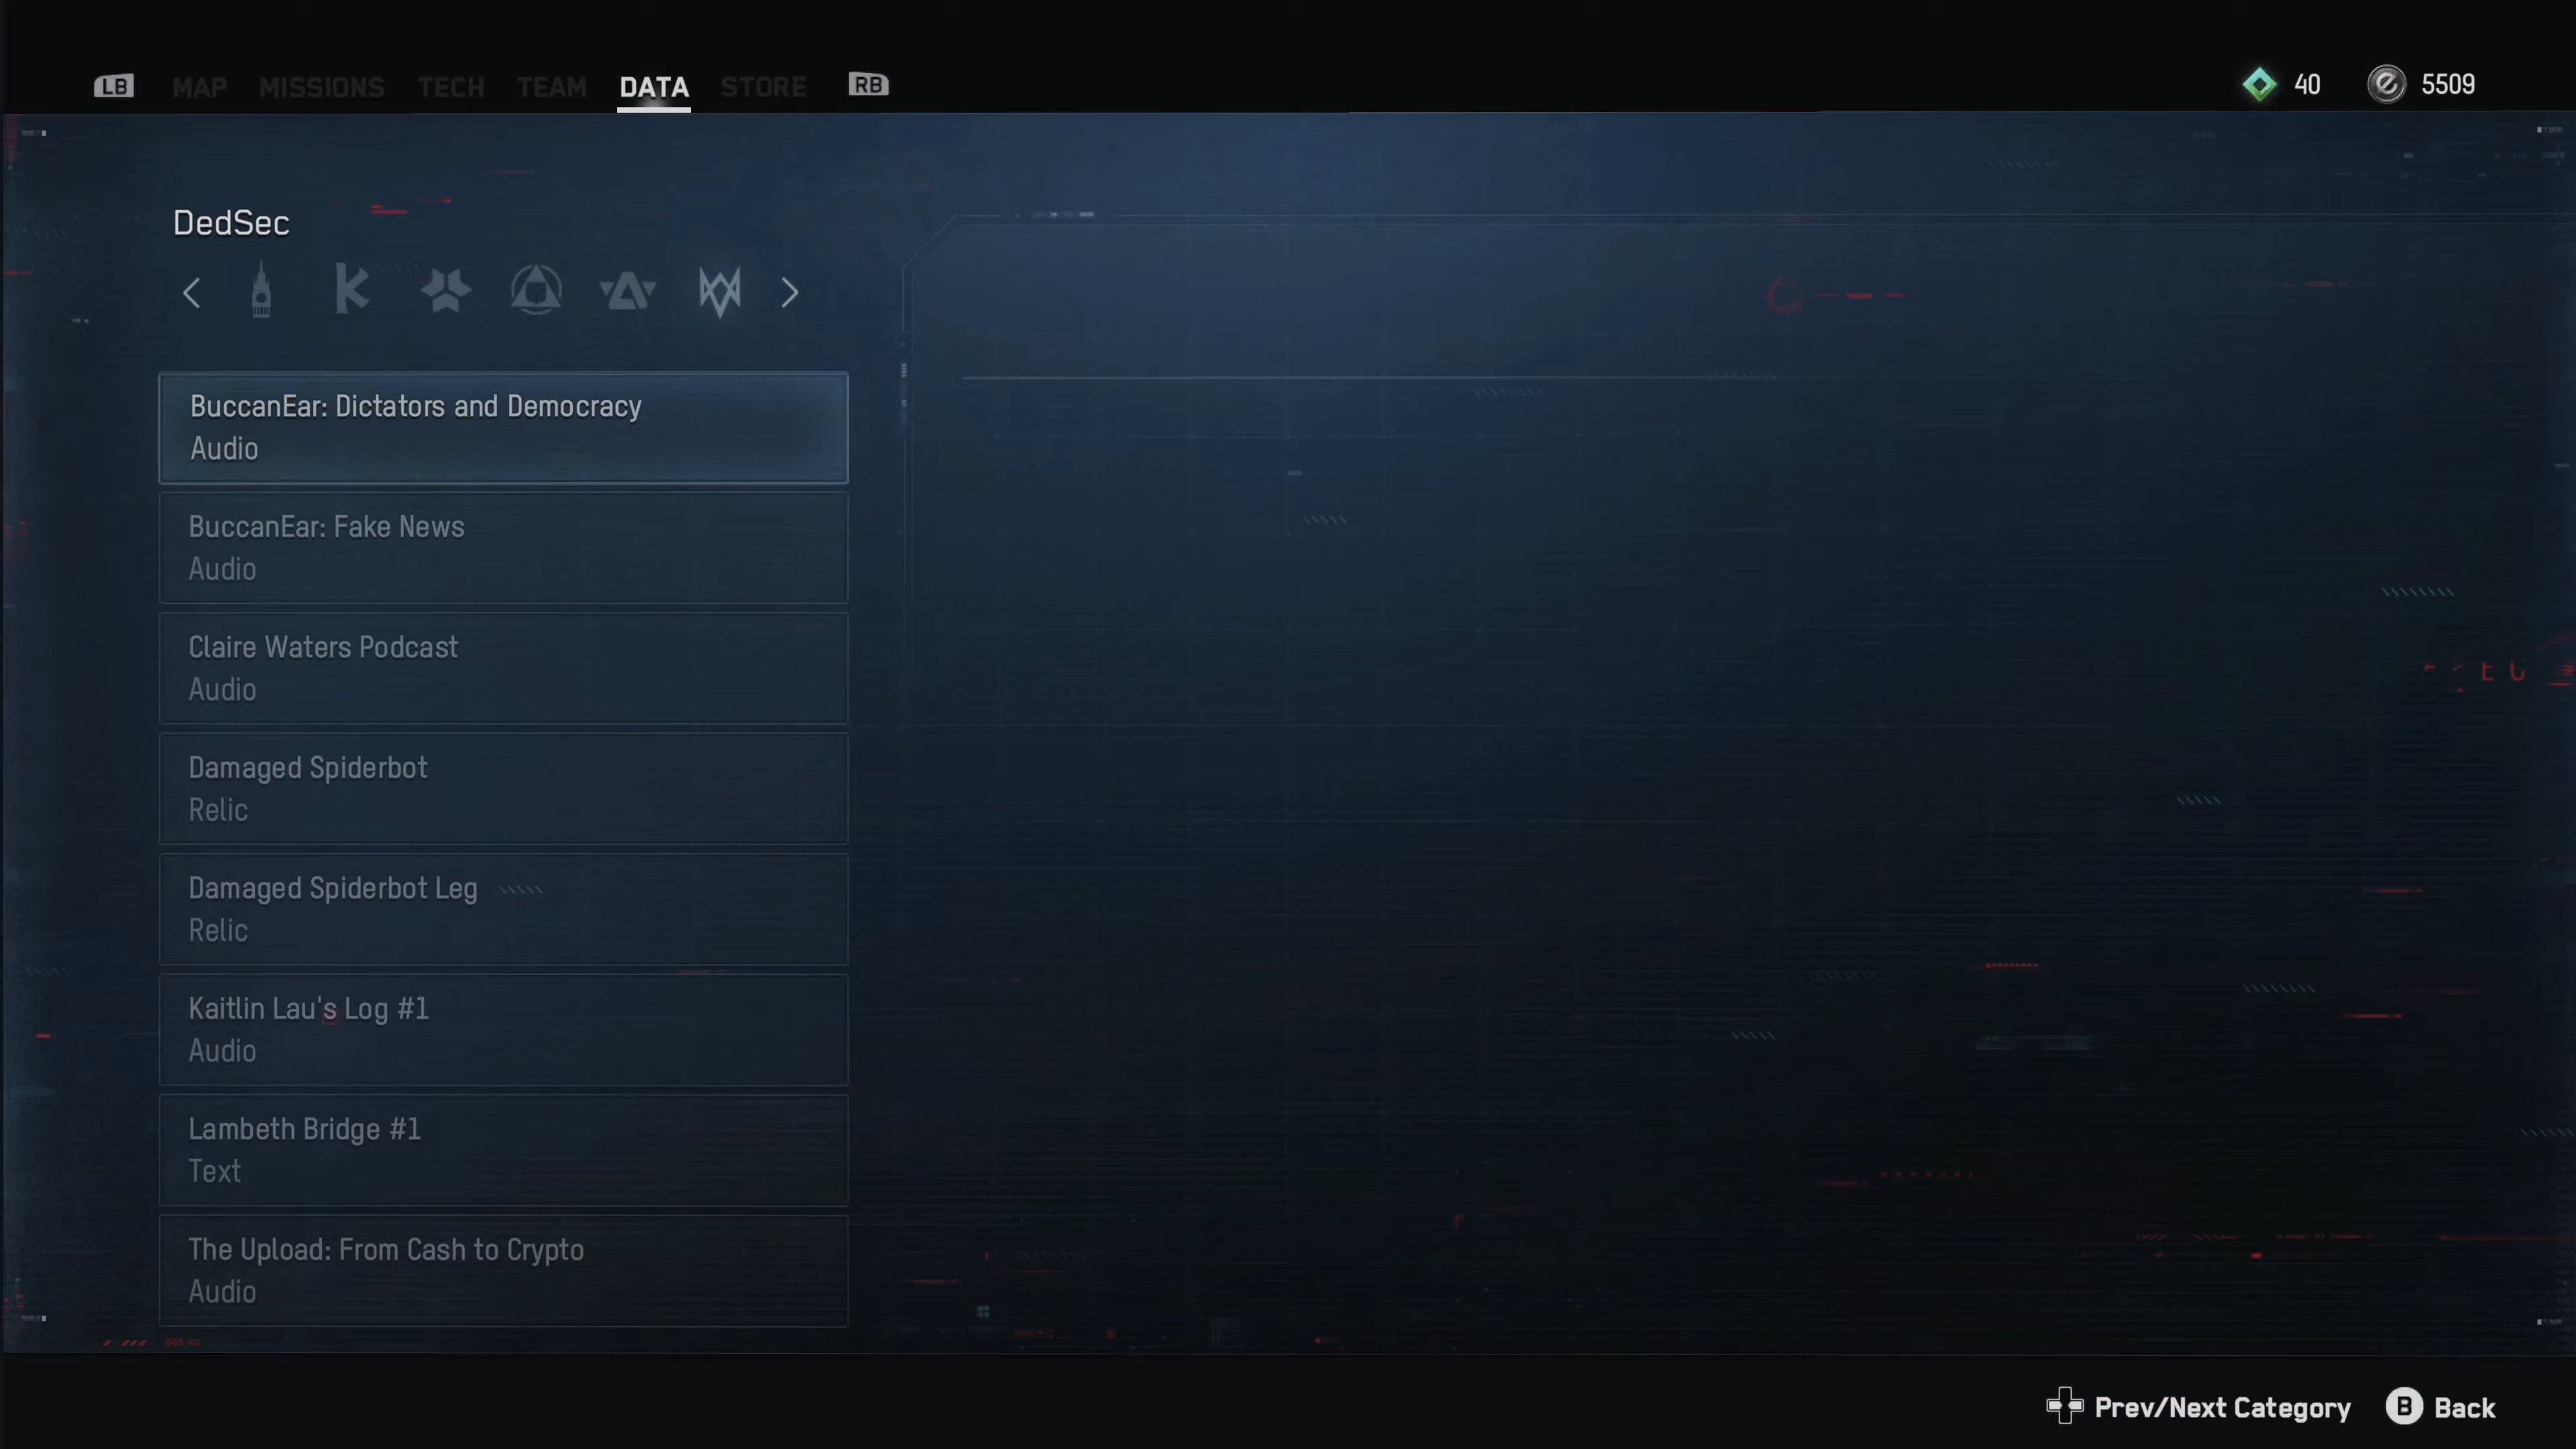 LB MAP MISSIONS TECH TEAM DATA STORE RB 40 5509
DedSec
BuccanEar: Dictators and Democracy
Audio
BuccanEar: Fake News
Audio
Claire Waters Podcast
Audio
Damaged Spiderbot
Relic
Damaged Spiderbot Leg
Relic
Kaitlin Lau's Log #1
Audio
Lambeth Bridge #1
Text
The Upload: From Cash to Crypto
Audio
Prev/Next Category B Back